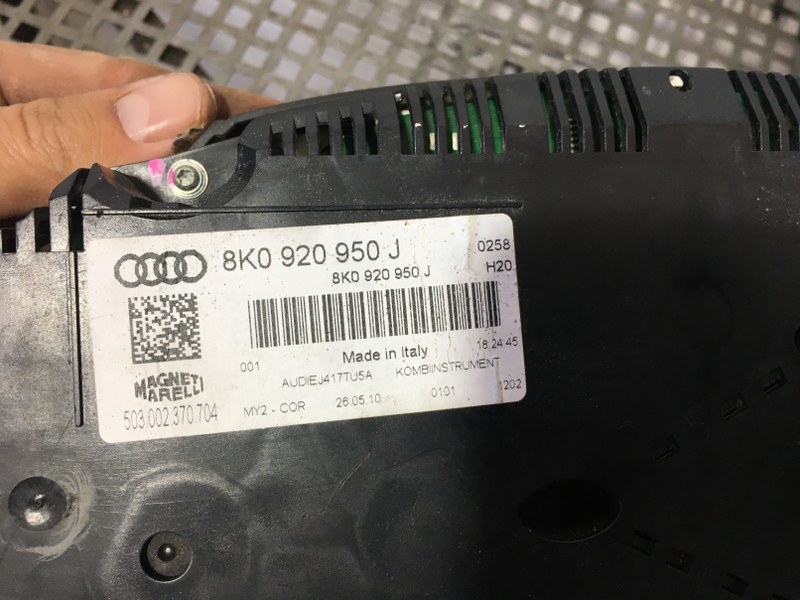 8K0 920 950 J
0258
8K0 920 950 J
H20
18.24.45
001
Made in Italy
MAGNETI
MARELLI
AUDIEJ417TU5A
KOMBIINSTRUMENT
503.002.370.704
MY2 - COR
26.05.10
0101
1202